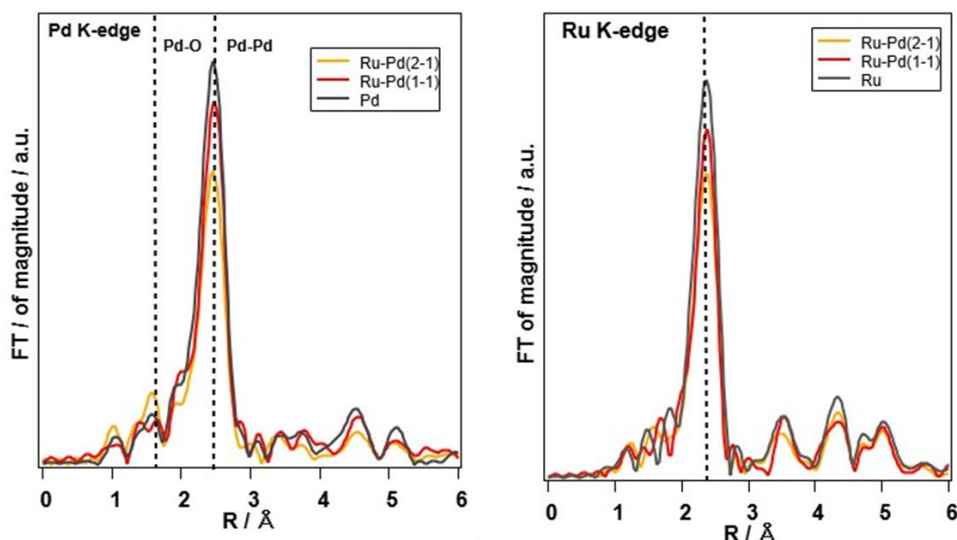 Pd K-edge
Pd-O
Pd-Pd
Ru-Pd(2-1)
Ru-Pd(1-1)
Pd
FT / of magnitude / a.u.
0 1 2 3 4 5 6
R / Å
Ru K-edge
Ru-Pd(2-1)
Ru-Pd(1-1)
Ru
FT of magnitude / a.u.
0 1 2 3 4 5 6
R / Å